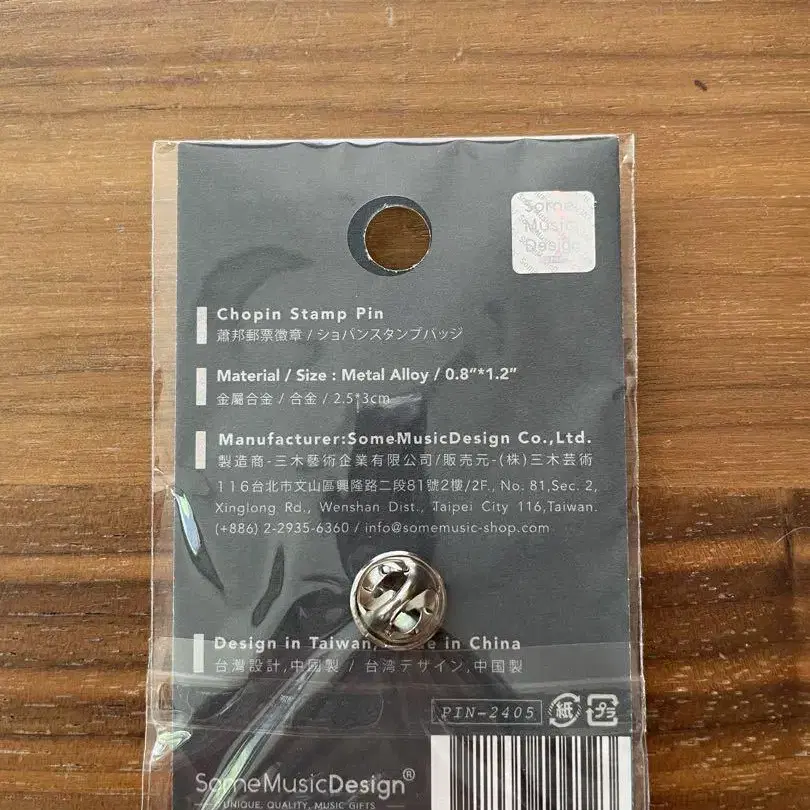 Some
Music
Design
Chopin Stamp Pin
蕭邦郵票徽章 / ショパンスタンプバッジ
Material / Size : Metal Alloy / 0.8”*1.2”
金屬合金 / 合金 / 2.5*3cm
Manufacturer:SomeMusicDesign Co.,Ltd.
製造商-三木藝術企業有限公司/販売元-(株)三木芸術
116台北市文山區興隆路二段81號2樓/2F., No. 81,Sec. 2,
Xinglong Rd., Wenshan Dist., Taipei City 116,Taiwan.
(+886) 2-2935-6360 / info@somemusic-shop.com
Design in Taiwan, in China
台灣設計,中國製 / 台湾デザイン,中国製
PIN-2405 紙 プラ
SomeMusicDesign®
UNIQUE, QUALITY, MUSIC GIFTS